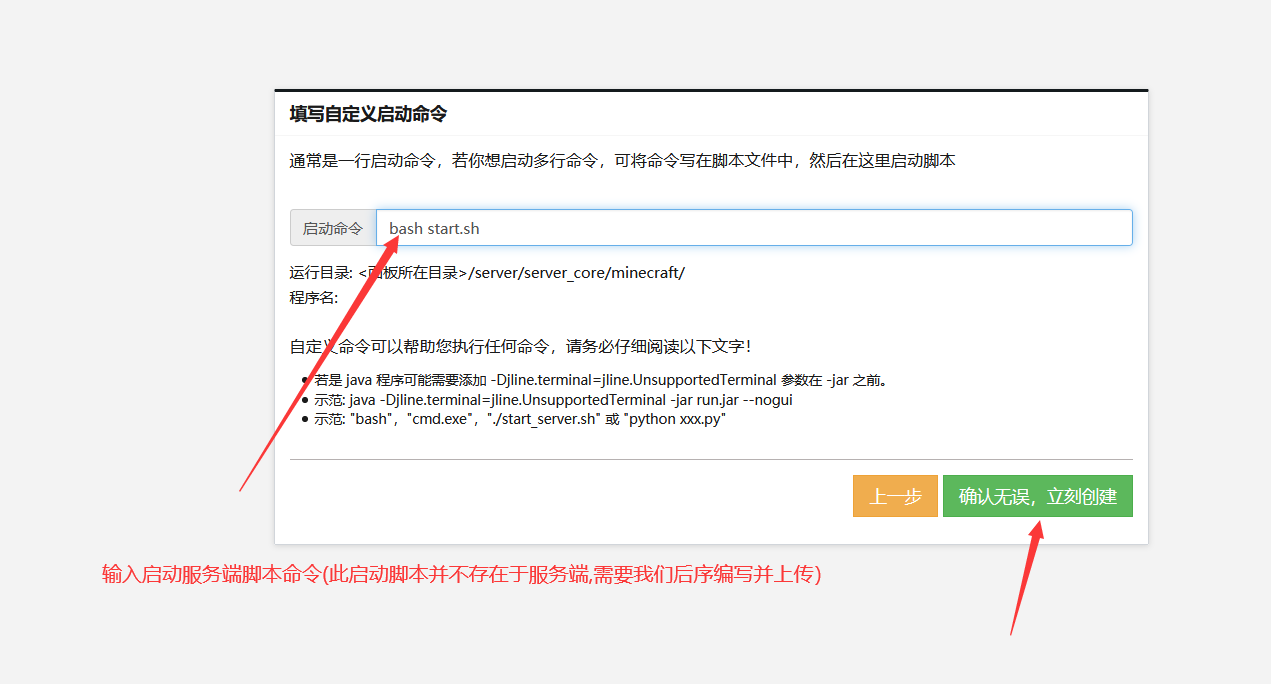 填写自定义启动命令
通常是一行启动命令，若你想启动多行命令，可将命令写在脚本文件中，然后在这里启动脚本
启动命令 bash start.sh
运行目录: <面板所在目录>/server/server_core/minecraft/
程序名:
自定义命令可以帮助您执行任何命令，请务必仔细阅读以下文字！
若是 java 程序可能需要添加 -Djline.terminal=jline.UnsupportedTerminal 参数在 -jar 之前。
示范: java -Djline.terminal=jline.UnsupportedTerminal -jar run.jar --nogui
示范: "bash"，"cmd.exe"，"./start_server.sh" 或 "python xxx.py"
上一步 确认无误，立刻创建
输入启动服务端脚本命令(此启动脚本并不存在于服务端,需要我们后序编写并上传)